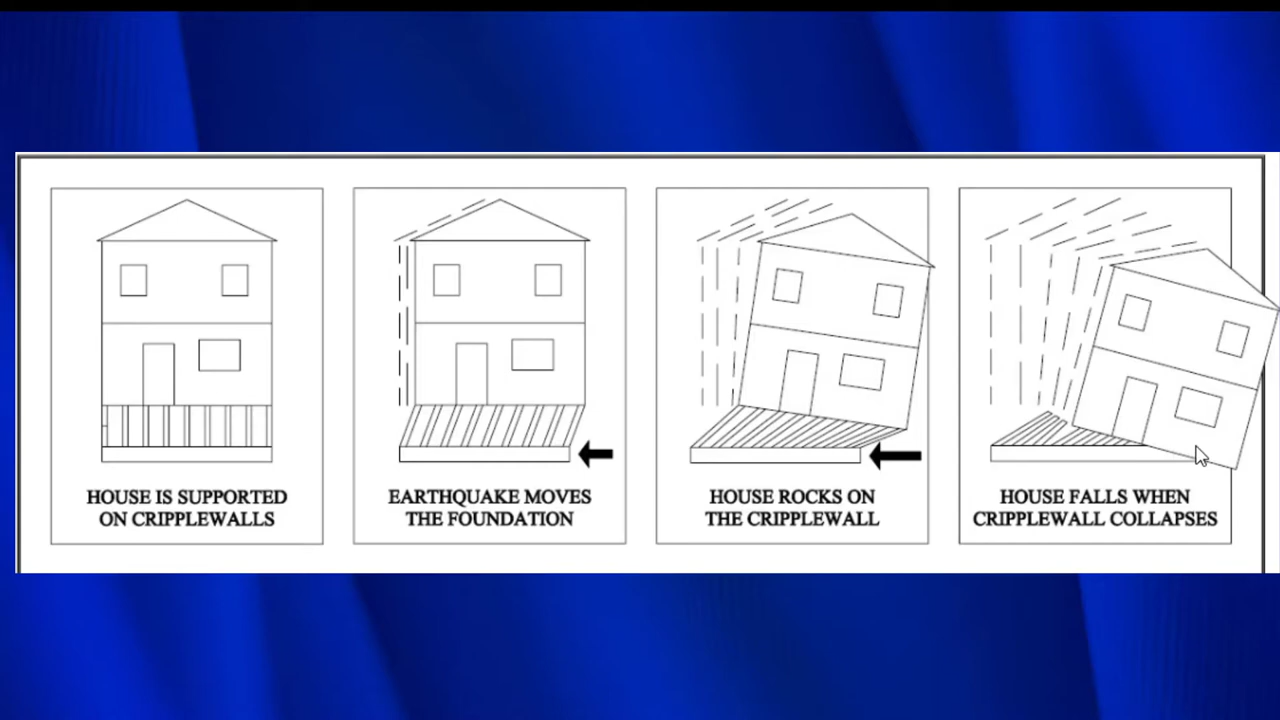 HOUSE IS SUPPORTED
ON CRIPPLEWALLS
EARTHQUAKE MOVES
THE FOUNDATION
HOUSE ROCKS ON
THE CRIPPLEWALL
HOUSE FALLS WHEN
CRIPPLEWALL COLLAPSES